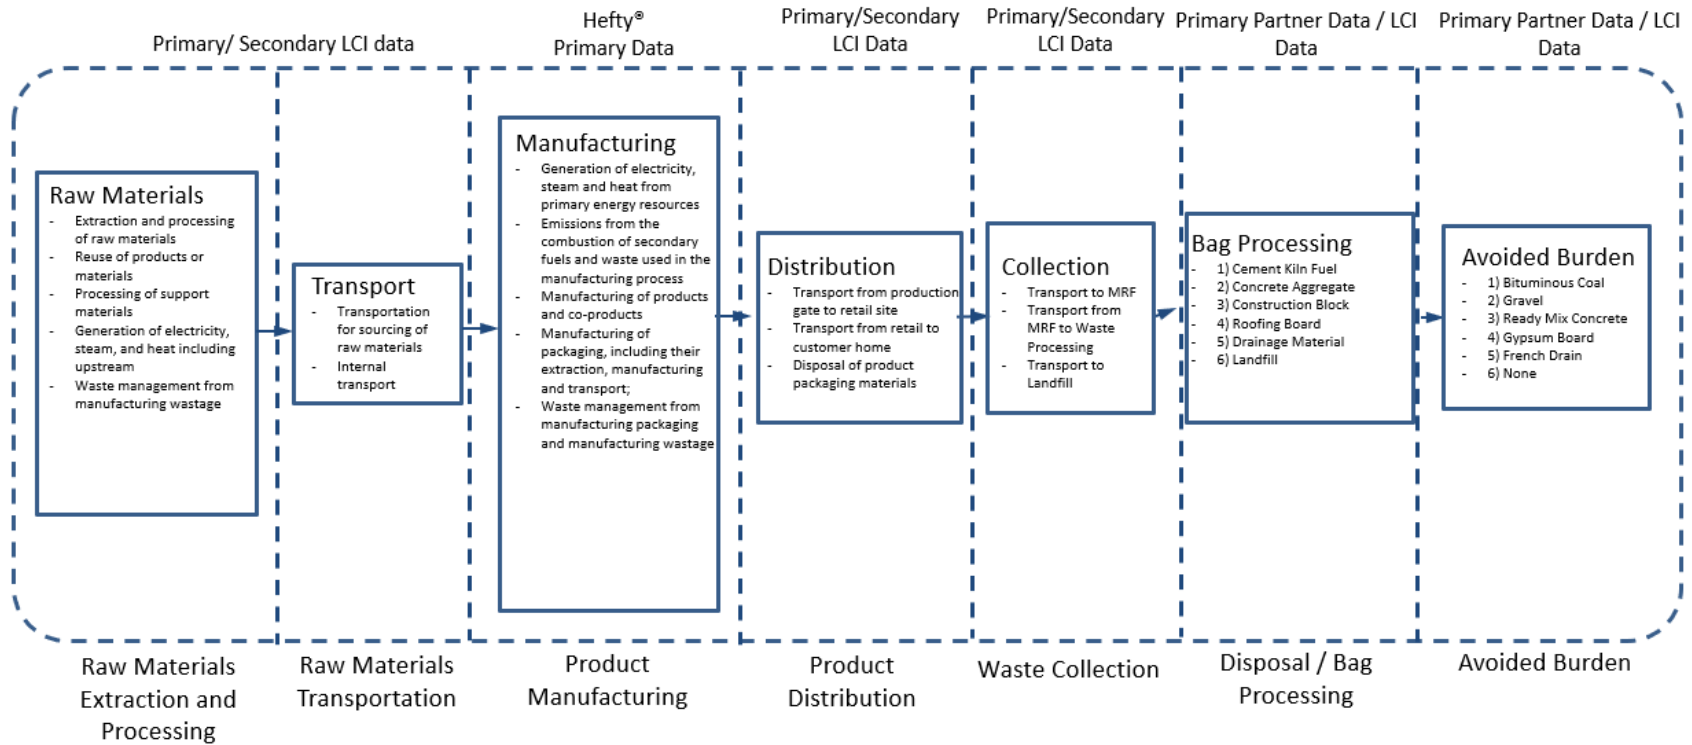 Primary/ Secondary LCI data
Hefty®
Primary Data
Primary/Secondary
LCI Data
Primary/Secondary
LCI Data
Primary Partner Data / LCI
Data
Primary Partner Data / LCI
Data
Raw Materials
- Extraction and processing
of raw materials
- Reuse of products or
materials
- Processing of support
materials
- Generation of electricity,
steam, and heat including
upstream
- Waste management from
manufacturing wastage
Transport
- Transportation
for sourcing of
raw materials
- Internal
transport
Manufacturing
- Generation of electricity,
steam and heat from
primary energy resources
- Emissions from the
combustion of secondary
fuels and waste used in the
manufacturing process
- Manufacturing of products
and co-products
- Manufacturing of
packaging, including their
extraction, manufacturing
and transport;
- Waste management from
manufacturing packaging
and manufacturing wastage
Distribution
- Transport from production
gate to retail site
- Transport from retail to
customer home
- Disposal of product
packaging materials
Collection
- Transport to MRF
- Transport from
MRF to Waste
Processing
- Transport to
Landfill
Bag Processing
- 1) Cement Kiln Fuel
- 2) Concrete Aggregate
- 3) Construction Block
- 4) Roofing Board
- 5) Drainage Material
- 6) Landfill
Avoided Burden
- 1) Bituminous Coal
- 2) Gravel
- 3) Ready Mix Concrete
- 4) Gypsum Board
- 5) French Drain
- 6) None
Raw Materials
Extraction and
Processing
Raw Materials
Transportation
Product
Manufacturing
Product
Distribution
Waste Collection
Disposal / Bag
Processing
Avoided Burden